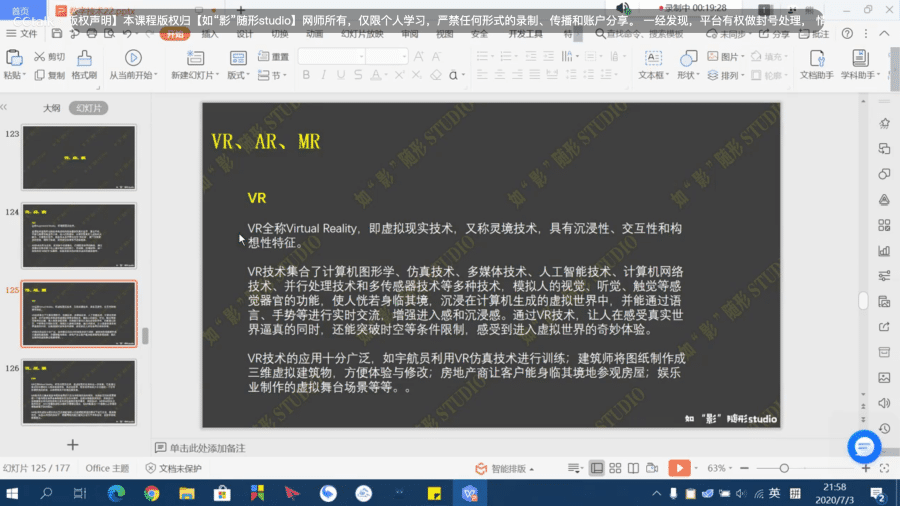 版权声明】本课程版权归【如“影”随形studio】网师所有，仅限个人学习，严禁任何形式的录制、传播和账户分享。 一经发现，平台有权做封号处理，
录制中 00:19:28
首页
文件
开始
插入
设计
切换
动画
幻灯片放映
审阅
视图
安全
开发工具
查找命令、搜索模板
未同步
分享
批注
粘贴
剪切
复制
格式刷
从当前开始
新建幻灯片
版式
重置
节
文本框
形状
图片
排列
填充
轮廓
文档助手
学科助手
大纲 幻灯片
123
124
125
126
VR、AR、MR
VR
VR全称Virtual Reality，即虚拟现实技术，又称灵境技术，具有沉浸性、交互性和构
想性特征。
VR技术集合了计算机图形学、仿真技术、多媒体技术、人工智能技术、计算机网络
技术、并行处理技术和多传感器技术等多种技术，模拟人的视觉、听觉、触觉等感
觉器官的功能，使人恍若身临其境，沉浸在计算机生成的虚拟世界中，并能通过语
言、手势等进行实时交流，增强进入感和沉浸感。通过VR技术，让人在感受真实世
界逼真的同时，还能突破时空等条件限制，感受到进入虚拟世界的奇妙体验。
VR技术的应用十分广泛，如宇航员利用VR仿真技术进行训练；建筑师将图纸制作成
三维虚拟建筑物，方便体验与修改；房地产商让客户能身临其境地参观房屋；娱乐
业制作的虚拟舞台场景等等。。
如“影”随形studio
单击此处添加备注
幻灯片 125 / 177 Office 主题 文档未保护 智能排版 63%
英
21:58
2020/7/3